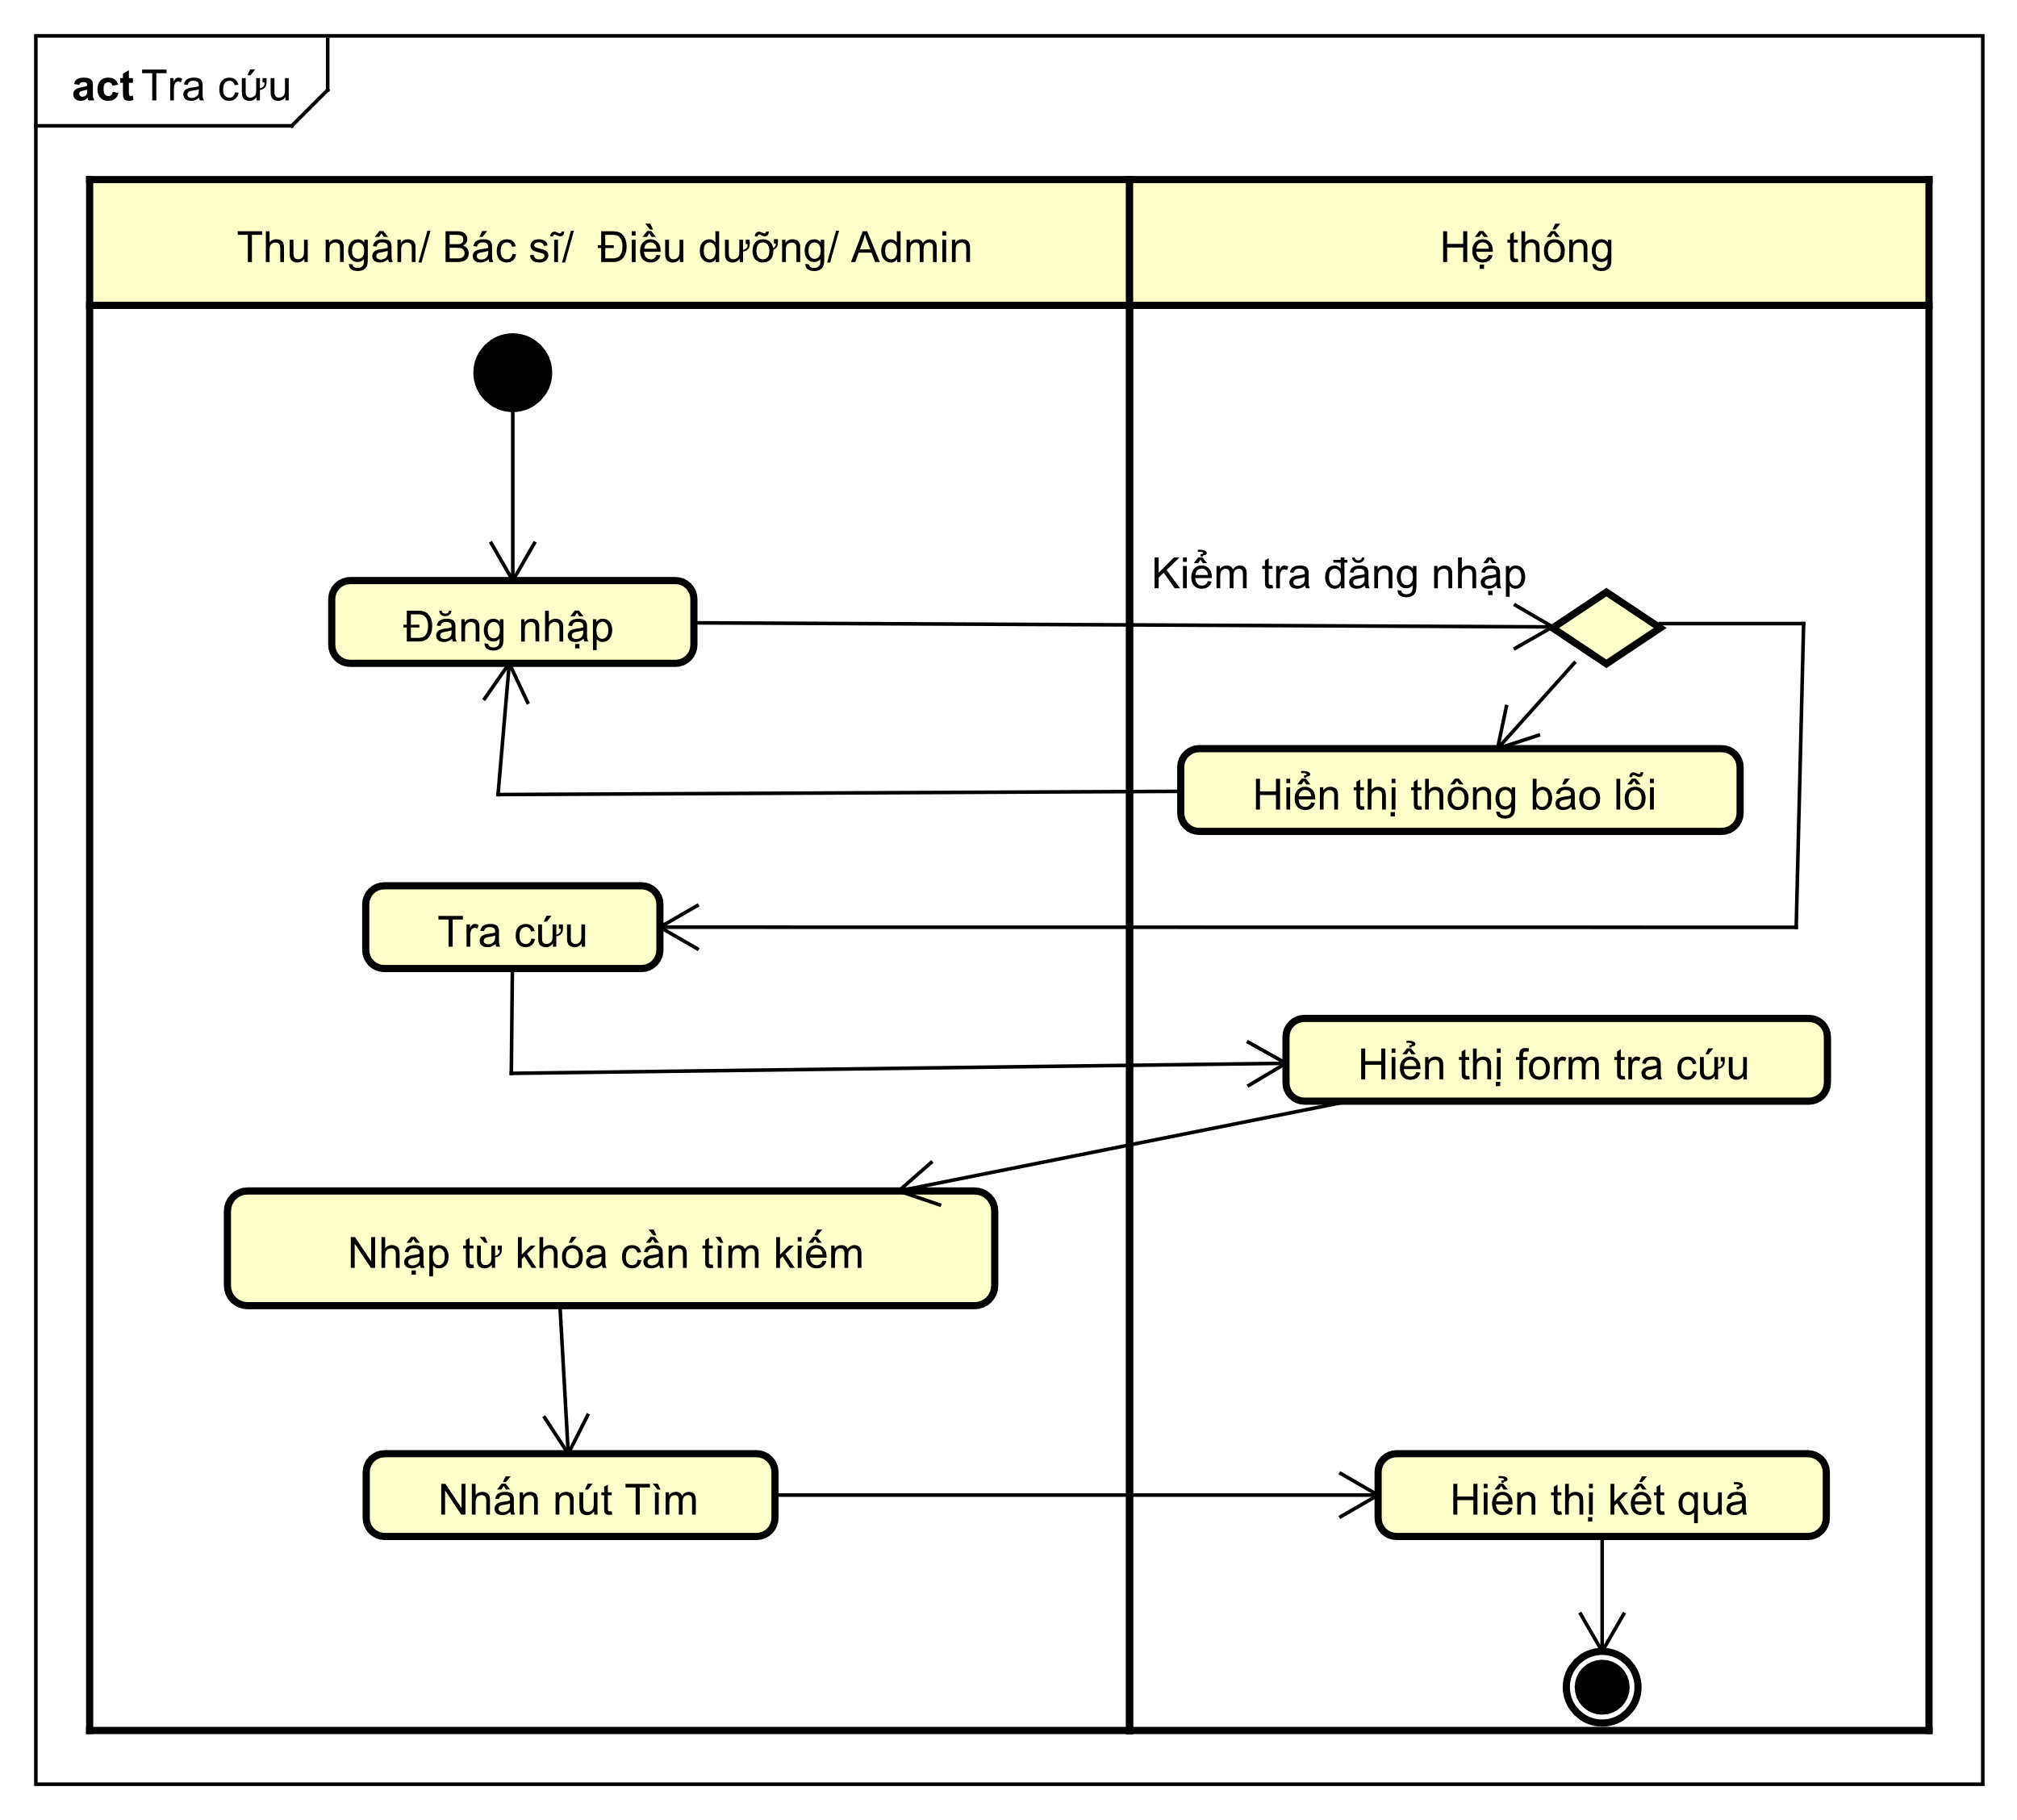 act Tra cứu
Thu ngân/ Bác sĩ/  Điều dưỡng/ Admin
Hệ thống
Kiểm tra đăng nhập
Đăng nhập
Hiển thị thông báo lỗi
Tra cứu
Hiển thị form tra cứu
Nhập từ khóa cần tìm kiếm
Nhấn nút Tìm
Hiển thị kết quả